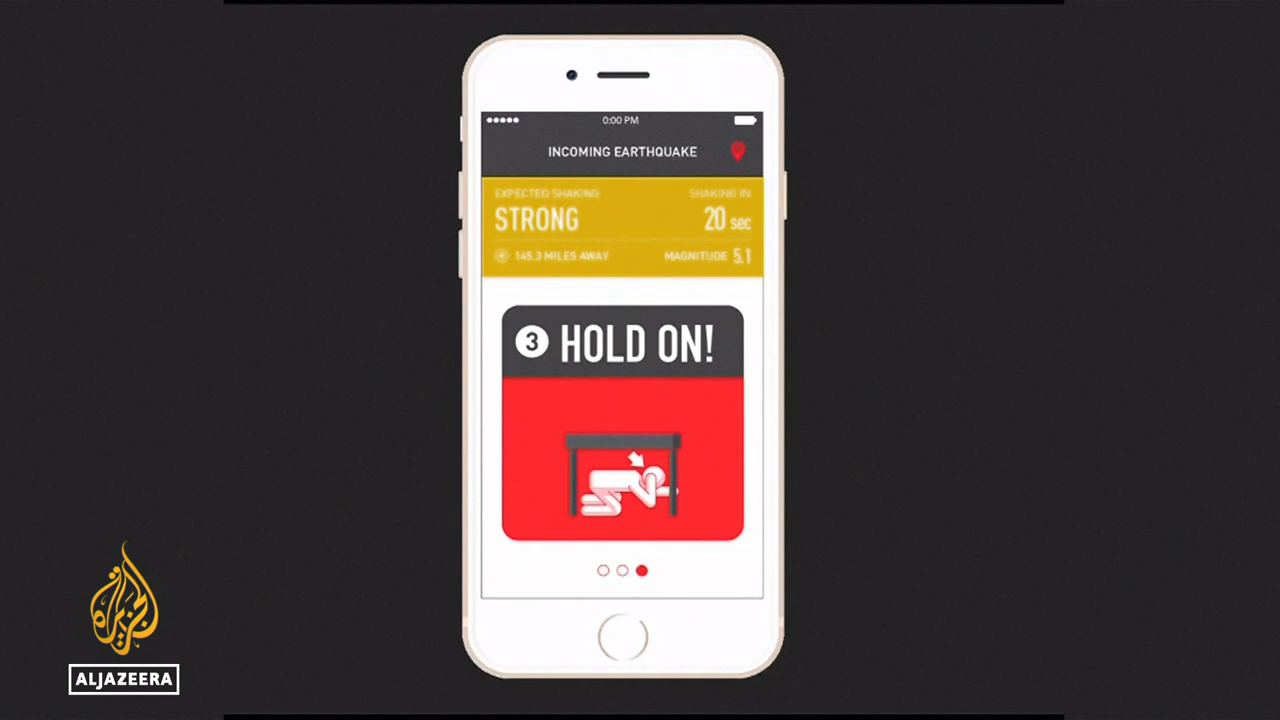 0:00 PM
INCOMING EARTHQUAKE
EXPECTED SHAKING
SHAKING IN
STRONG
20 sec
145.3 MILES AWAY
MAGNITUDE 5.1
3 HOLD ON!
الجزيرة
ALJAZEERA